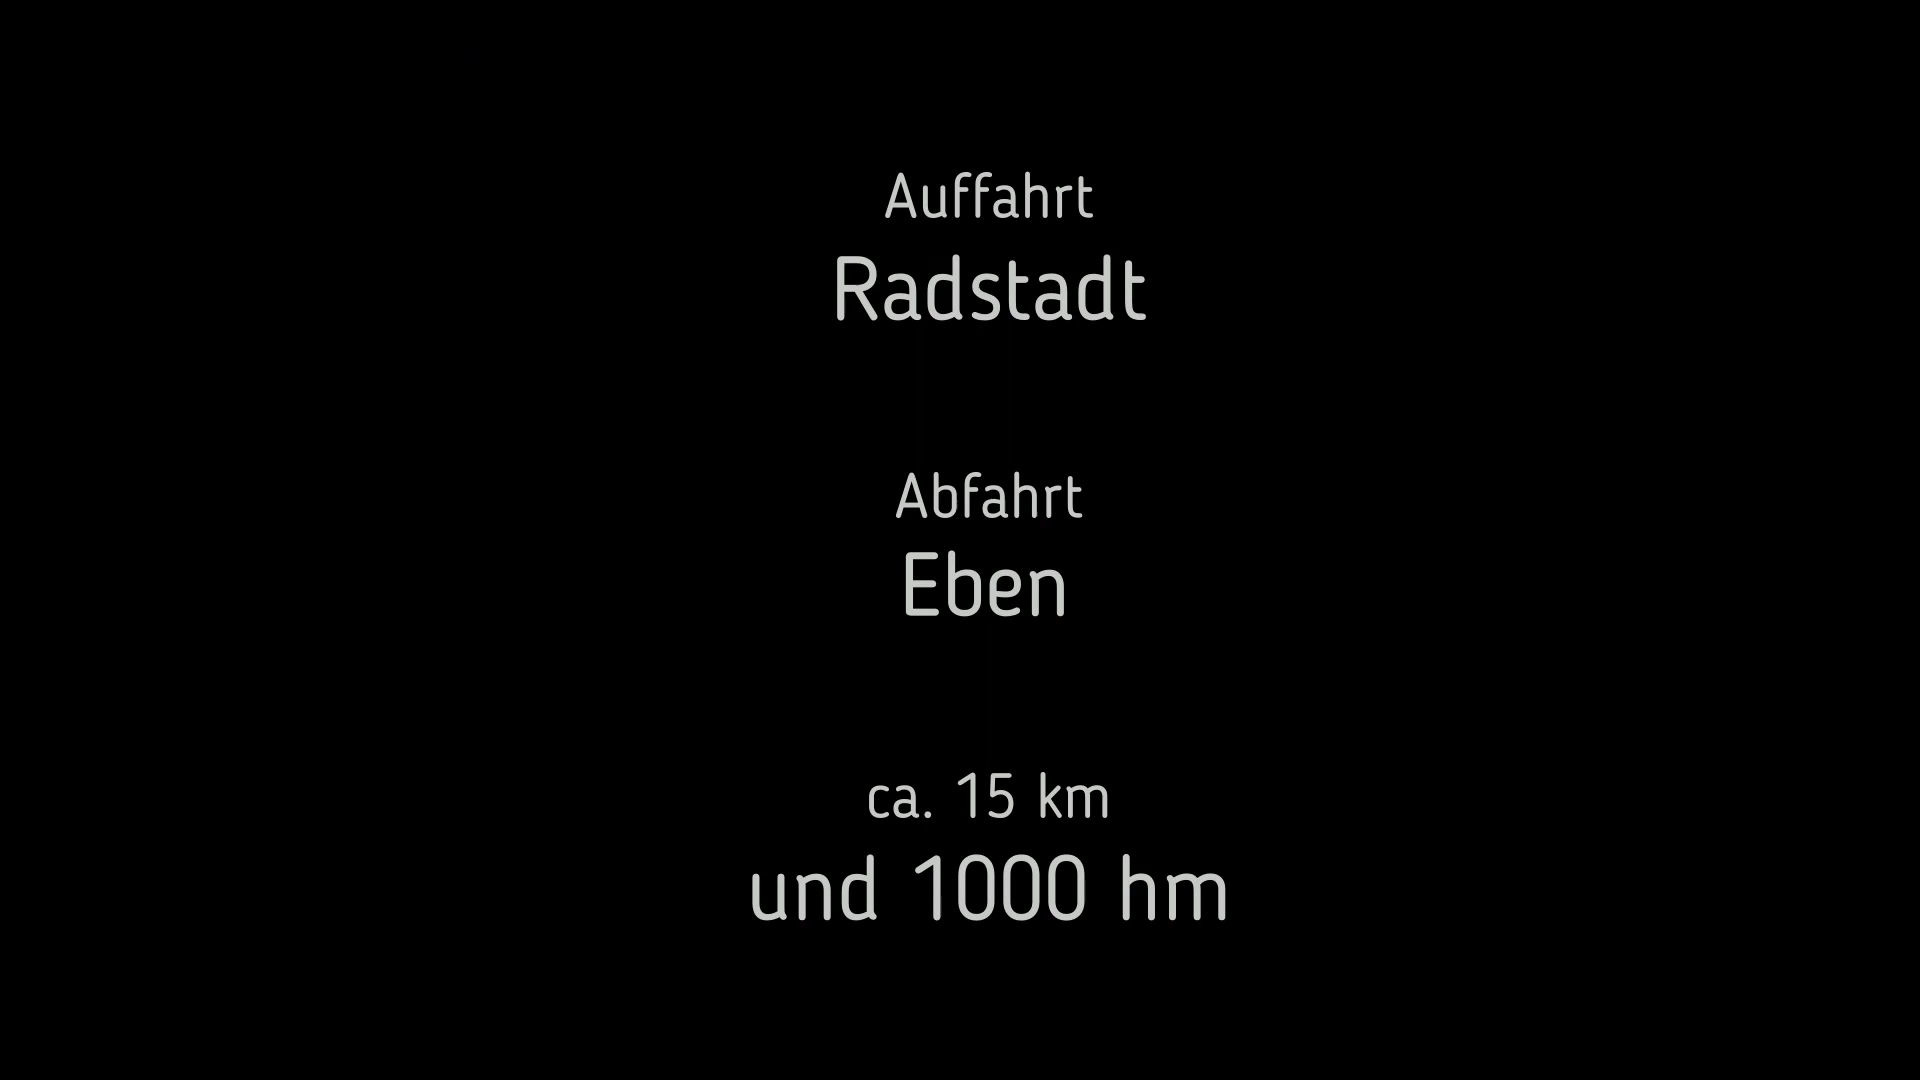 Auffahrt
Radstadt
Abfahrt
Eben
ca. 15 km
und 1000 hm